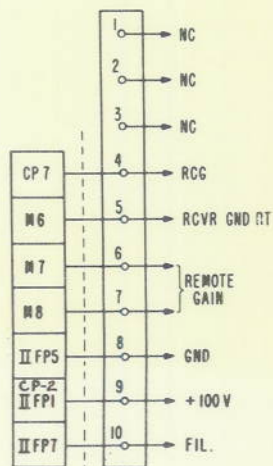 1 NC
2 NC
3 NC
CP 7 4 RCG
M6 5 RCVR GND RT
M7 6
REMOTE
GAIN
M8 7
II FP5 8 GND
CP-2
II FP1 9 +100V
II FP7 10 FIL.